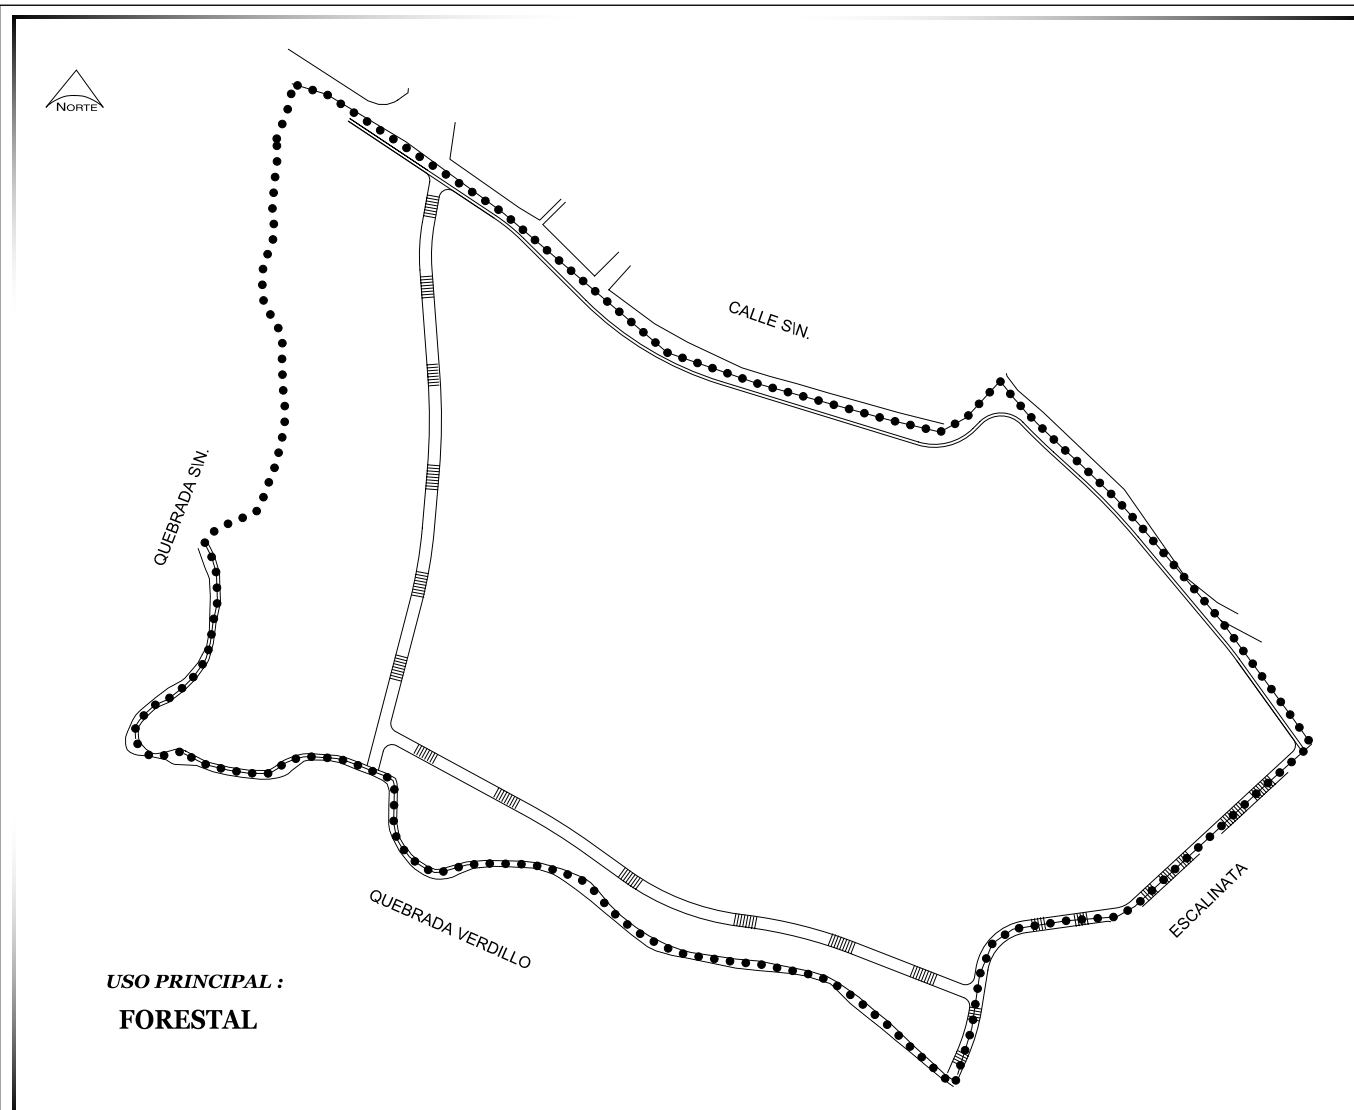 NORTE
CALLE S\N.
QUEBRADA S\N.
ESCALINATA
QUEBRADA VERDILLO
USO PRINCIPAL :
FORESTAL